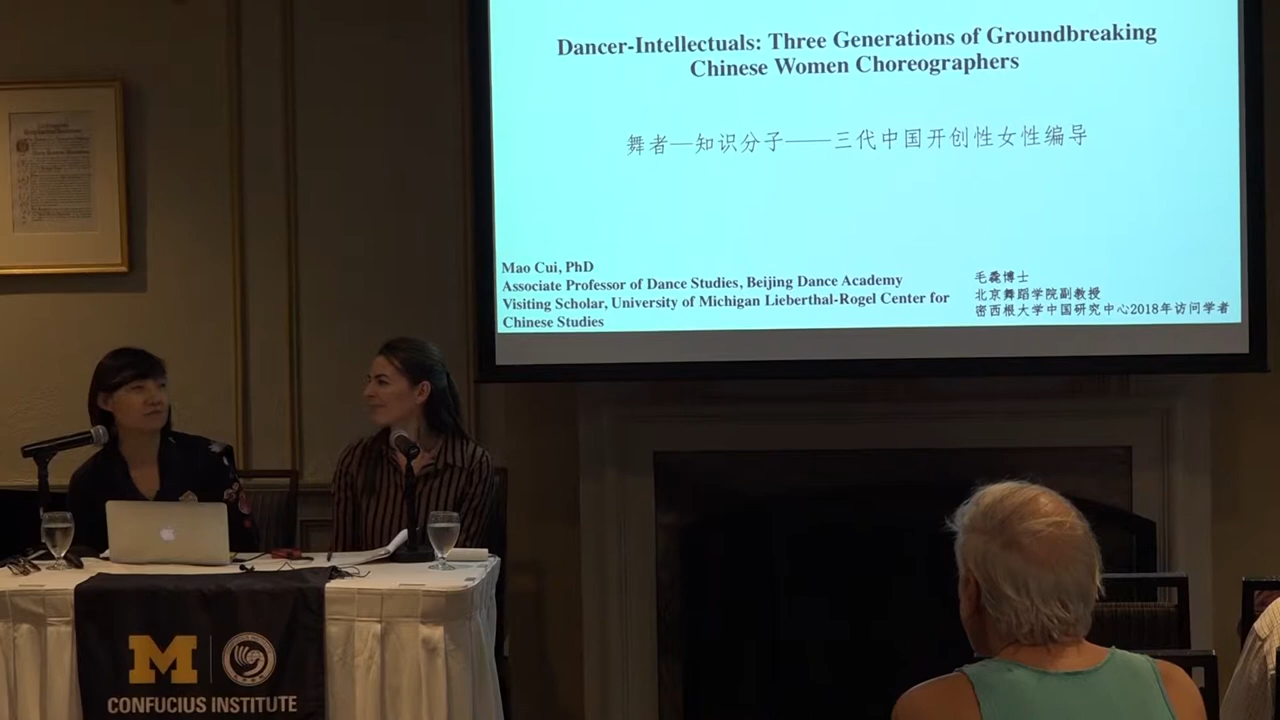 Dancer-Intellectuals: Three Generations of Groundbreaking
Chinese Women Choreographers
舞者—知识分子——三代中国开创性女性编导
Mao Cui, PhD
Associate Professor of Dance Studies, Beijing Dance Academy
Visiting Scholar, University of Michigan Lieberthal-Rogel Center for
Chinese Studies
毛毳博士
北京舞蹈学院副教授
密西根大学中国研究中心2018年访问学者
M
CONFUCIUS INSTITUTE